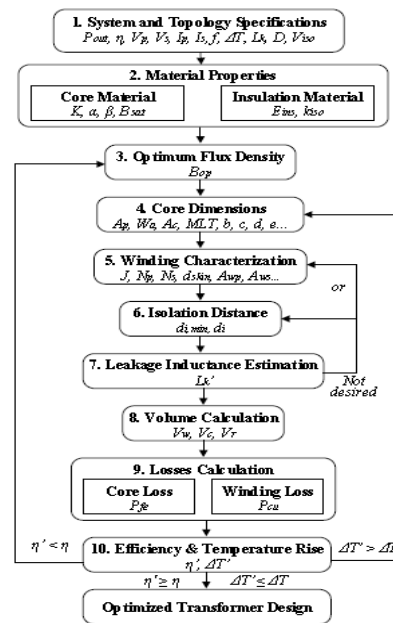 1. System and Topology Specifications
Pout, η, Vp, Vs, Ip, Is, f, ΔT, Lk, D, Viso
2. Material Properties
Core Material
K, α, β, Bsat
Insulation Material
Eins, kiso
3. Optimum Flux Density
Bop
4. Core Dimensions
Ap, Wa, Ac, MLT, b, c, d, e...
5. Winding Characterization
J, Np, Ns, dskin, Awp, Aws...
or
6. Isolation Distance
di,min, di
7. Leakage Inductance Estimation
Lk'
Not
desired
8. Volume Calculation
Vw, Vc, VT
9. Losses Calculation
Core Loss
Pfe
Winding Loss
Pcu
η' < η
10. Efficiency & Temperature Rise
η', ΔT'
ΔT' > ΔT
η' ≥ η
ΔT' ≤ ΔT
Optimized Transformer Design